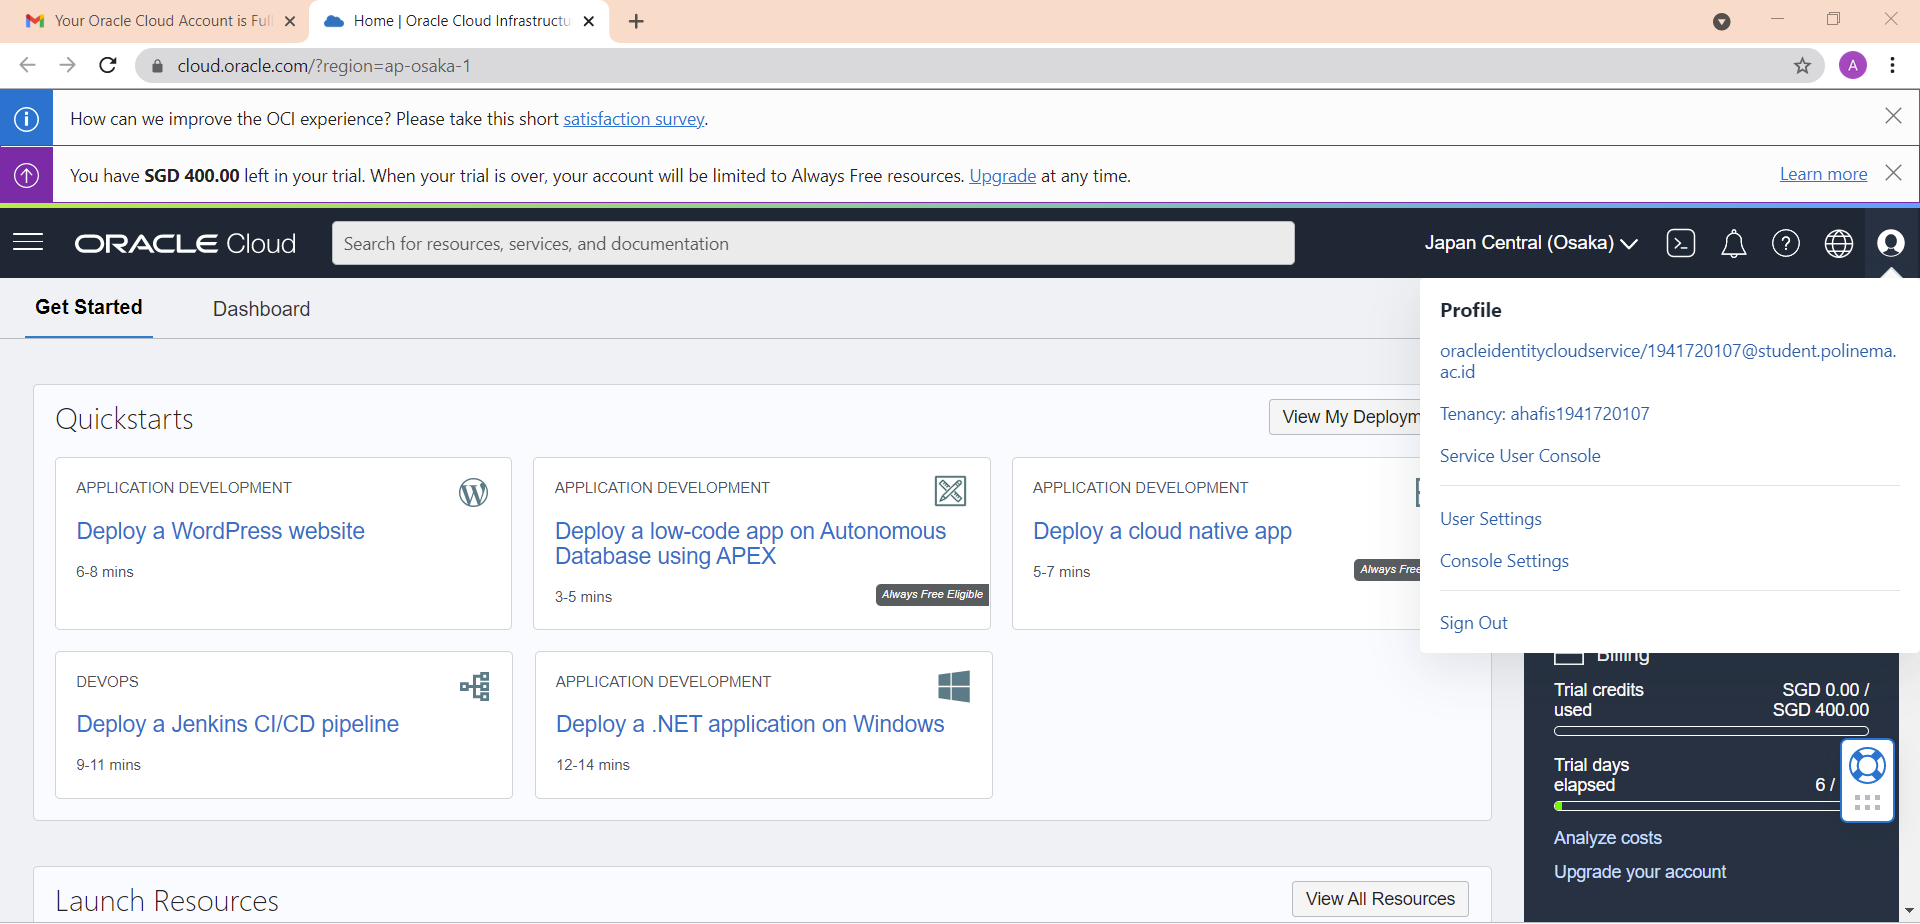 Your Oracle Cloud Account is Full
Home | Oracle Cloud Infrastructu
cloud.oracle.com/?region=ap-osaka-1
A
How can we improve the OCI experience? Please take this short satisfaction survey.
You have SGD 400.00 left in your trial. When your trial is over, your account will be limited to Always Free resources. Upgrade at any time.
Learn more
ORACLE Cloud
Search for resources, services, and documentation
Japan Central (Osaka)
Get Started
Dashboard
Profile
oracleidentitycloudservice/1941720107@student.polinema.
ac.id
Tenancy: ahafis1941720107
Service User Console
User Settings
Console Settings
Sign Out
Quickstarts
View My Deploym
APPLICATION DEVELOPMENT
Deploy a WordPress website
6-8 mins
APPLICATION DEVELOPMENT
Deploy a low-code app on Autonomous
Database using APEX
3-5 mins
Always Free Eligible
APPLICATION DEVELOPMENT
Deploy a cloud native app
5-7 mins
Always Free
DEVOPS
Deploy a Jenkins CI/CD pipeline
9-11 mins
APPLICATION DEVELOPMENT
Deploy a .NET application on Windows
12-14 mins
Billing
Trial credits
used
SGD 0.00 /
SGD 400.00
Trial days
elapsed
6 /
Analyze costs
Upgrade your account
Launch Resources
View All Resources